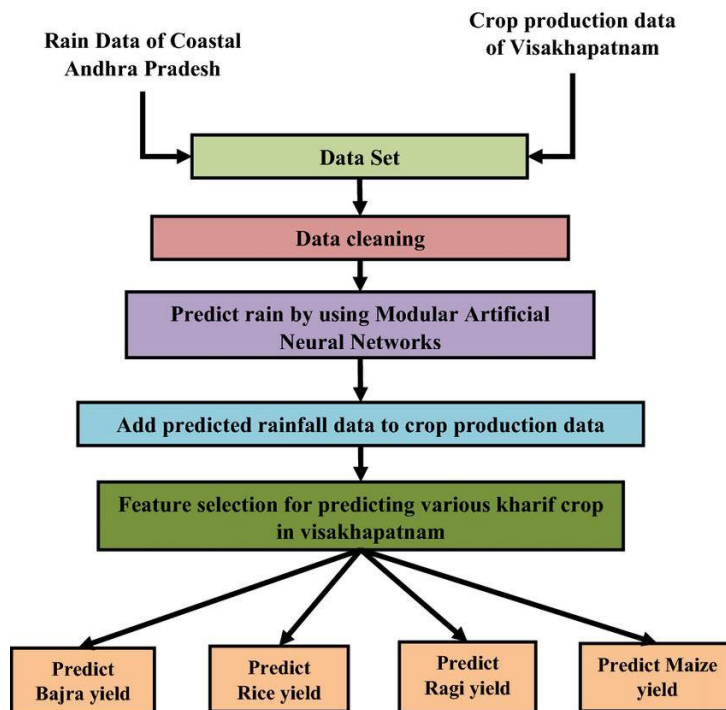 Rain Data of Coastal
Andhra Pradesh
Crop production data
of Visakhapatnam
Data Set
Data cleaning
Predict rain by using Modular Artificial
Neural Networks
Add predicted rainfall data to crop production data
Feature selection for predicting various kharif crop
in visakhapatnam
Predict
Bajra yield
Predict
Rice yield
Predict
Ragi yield
Predict Maize
yield